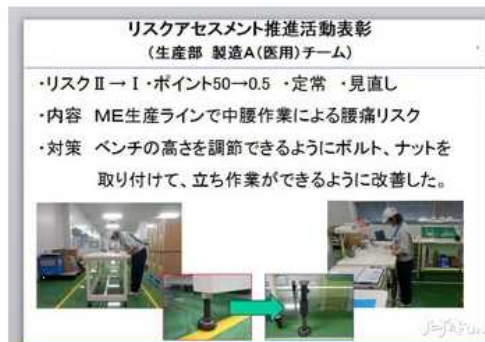 リスクアセスメント推進活動表彰
(生産部 製造A(医用)チーム)
・リスクⅡ→Ⅰ・ポイント50→0.5 ・定常 ・見直し
・内容 ME生産ラインで中腰作業による腰痛リスク
・対策 ベンチの高さを調節できるようにボルト、ナットを
取り付けて、立ち作業ができるように改善した。